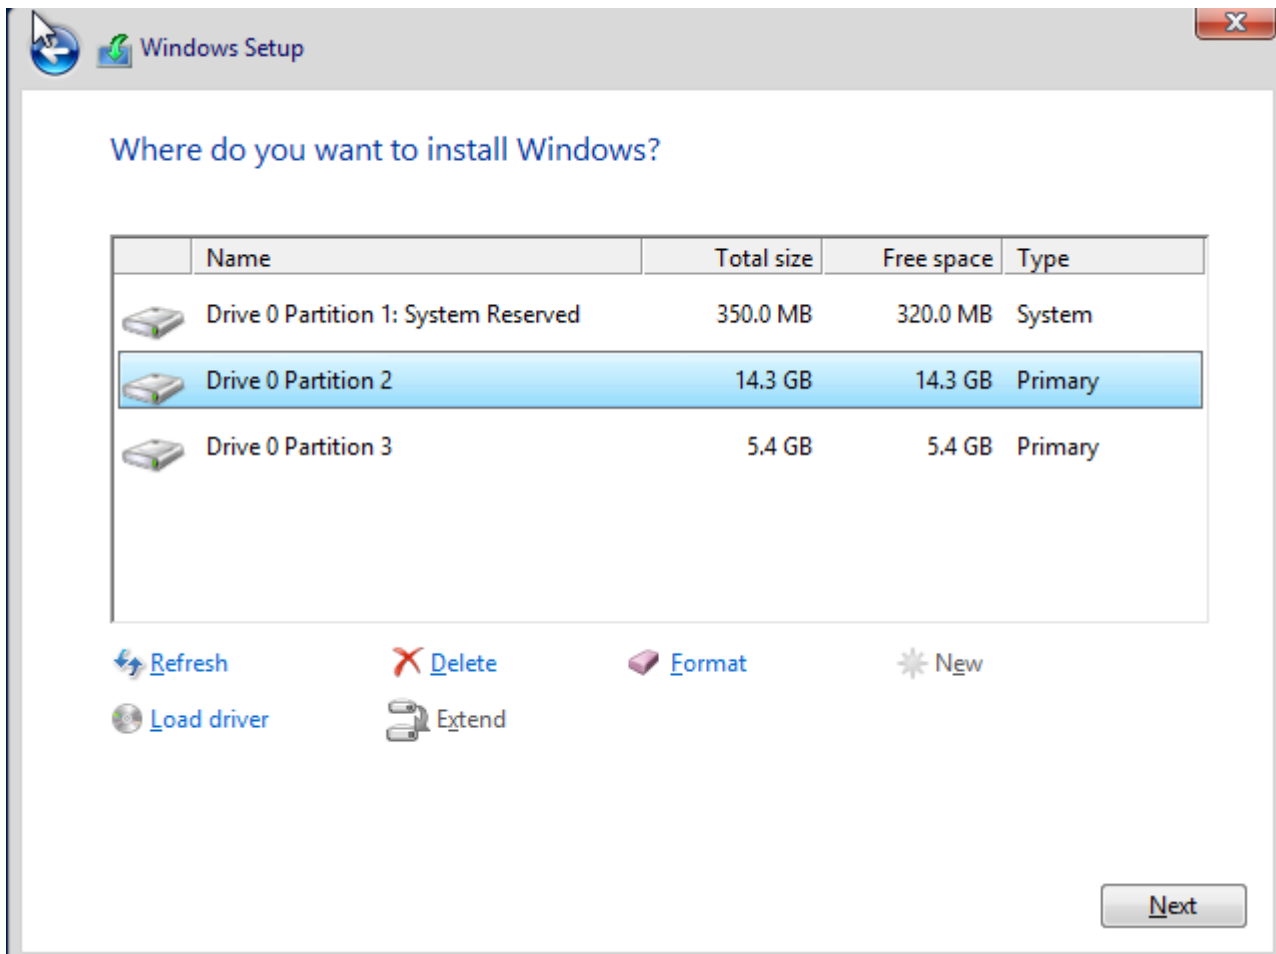 Windows Setup
Where do you want to install Windows?
Name Total size Free space Type
Drive 0 Partition 1: System Reserved 350.0 MB 320.0 MB System
Drive 0 Partition 2 14.3 GB 14.3 GB Primary
Drive 0 Partition 3 5.4 GB 5.4 GB Primary
Refresh Delete Format New
Load driver Extend
Next